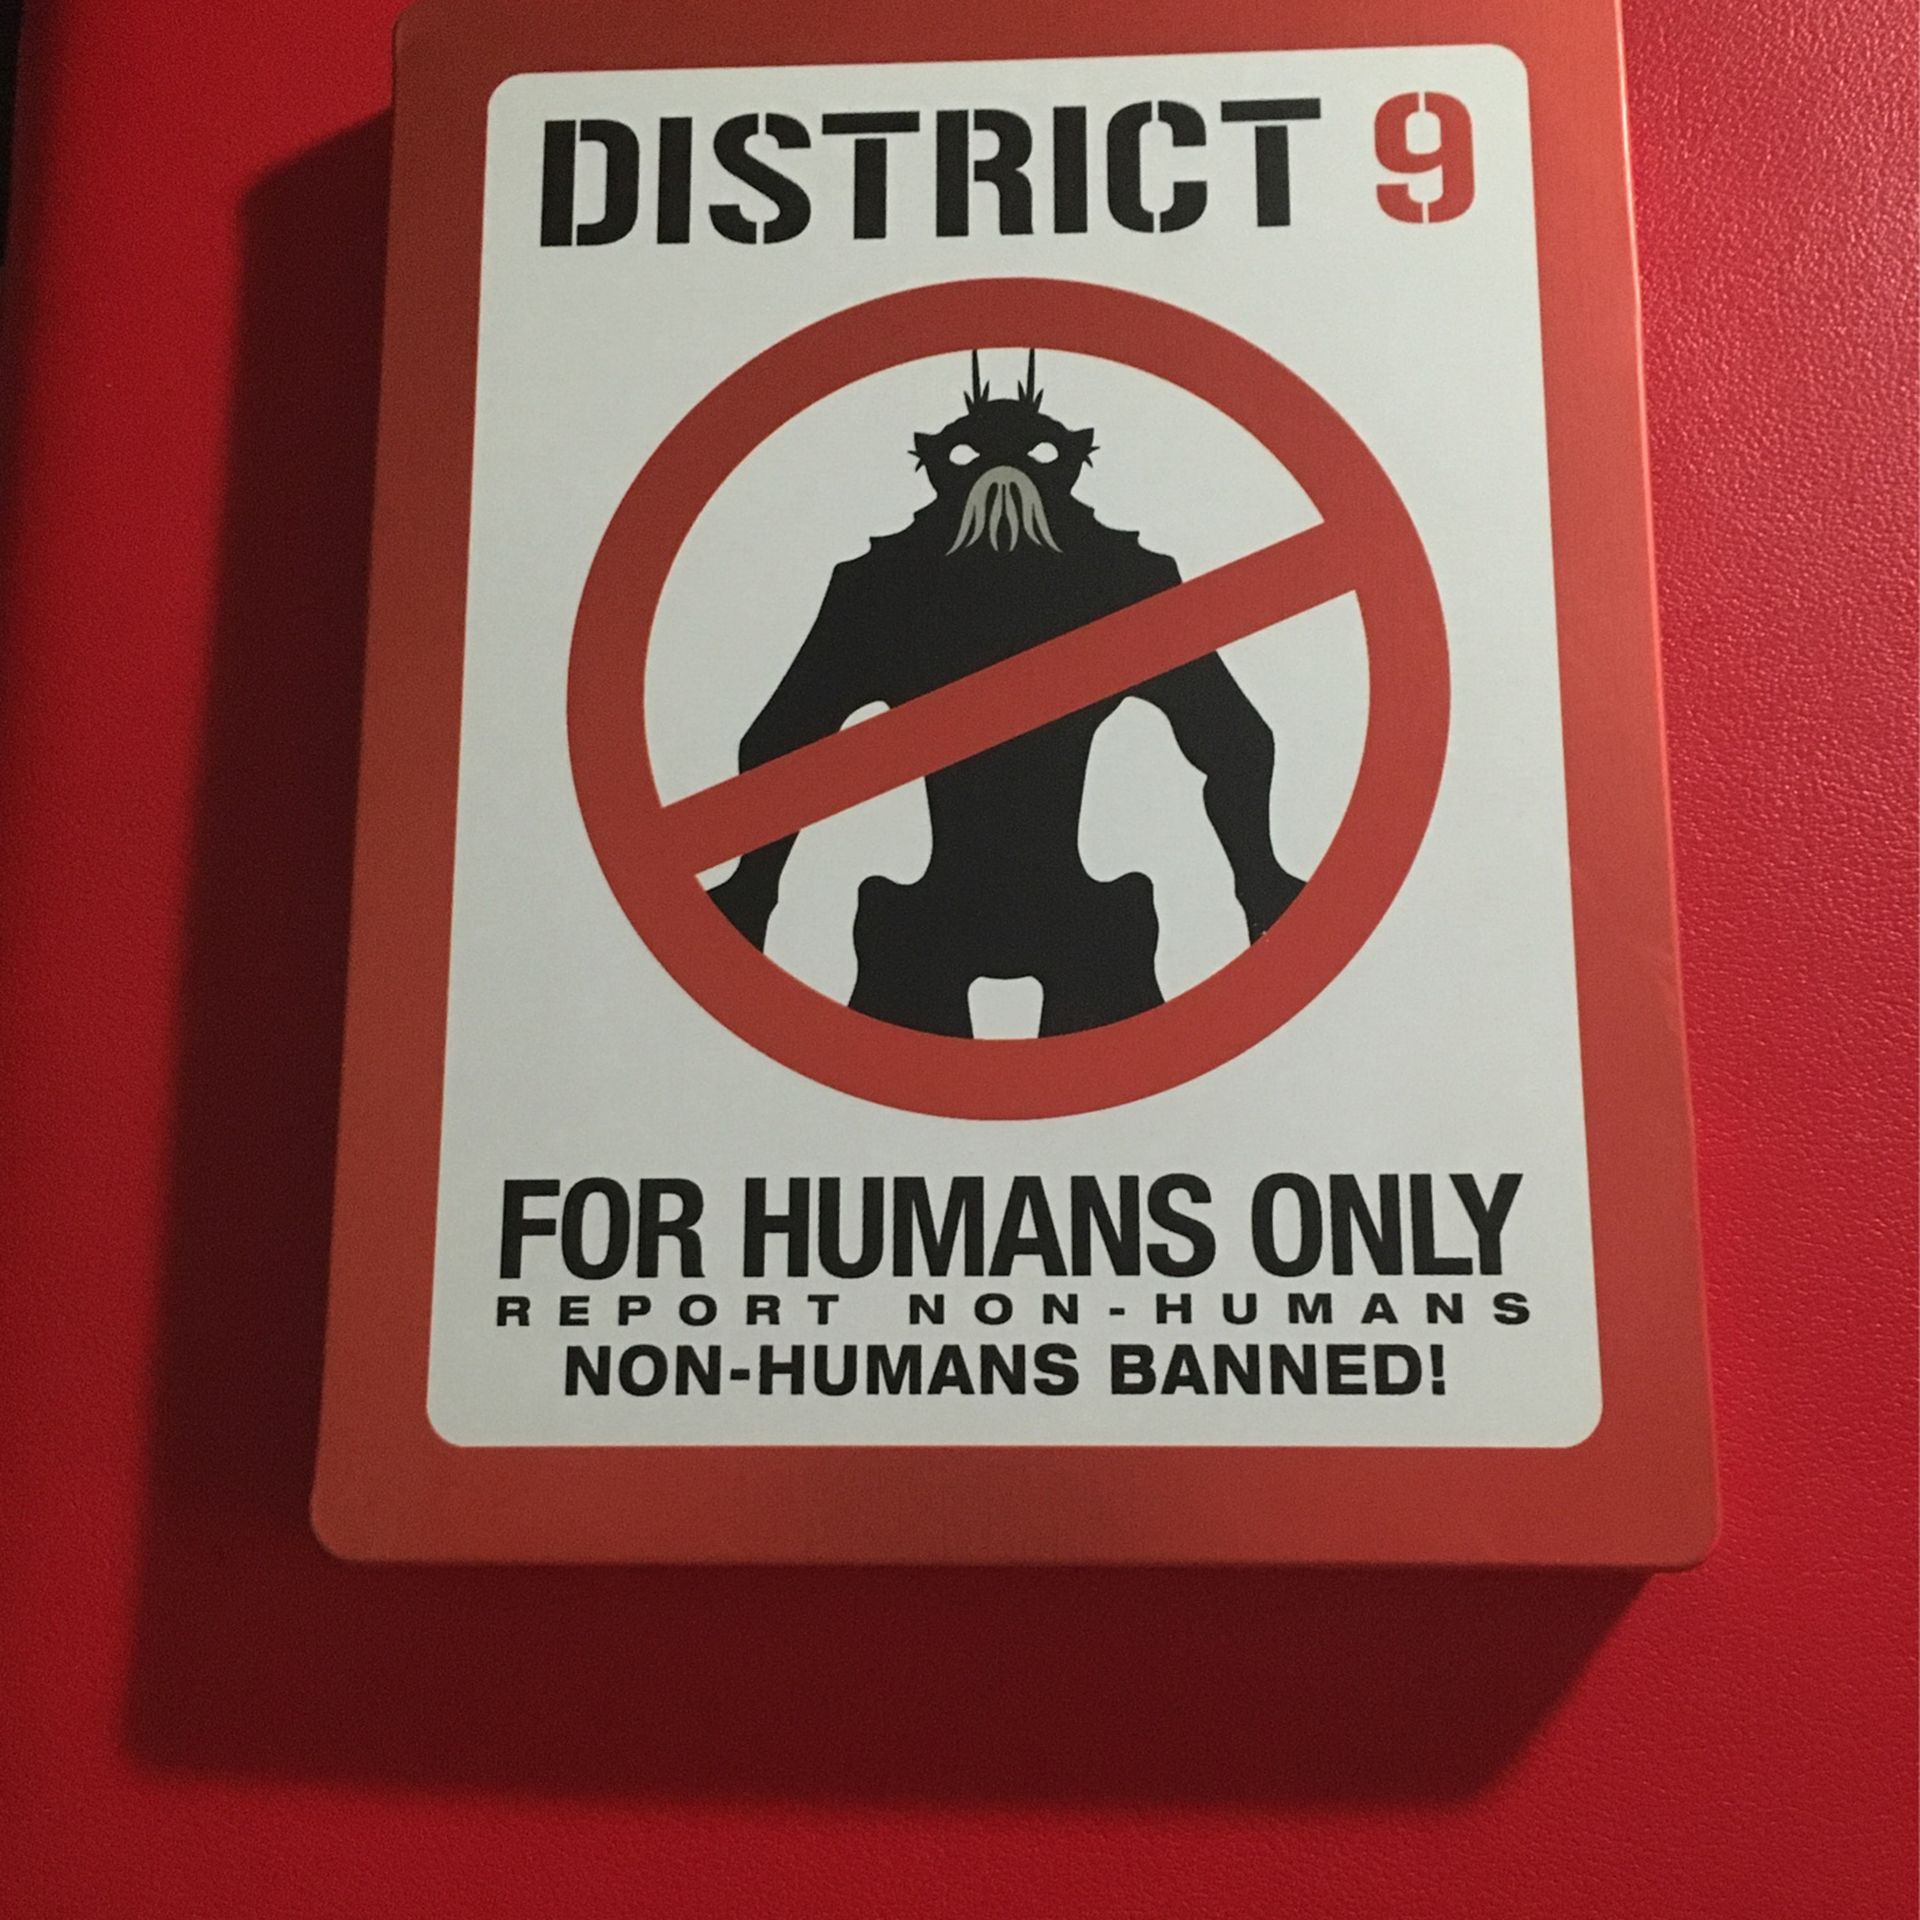 DISTRICT 9
FOR HUMANS ONLY
REPORT NON-HUMANS
NON-HUMANS BANNED!